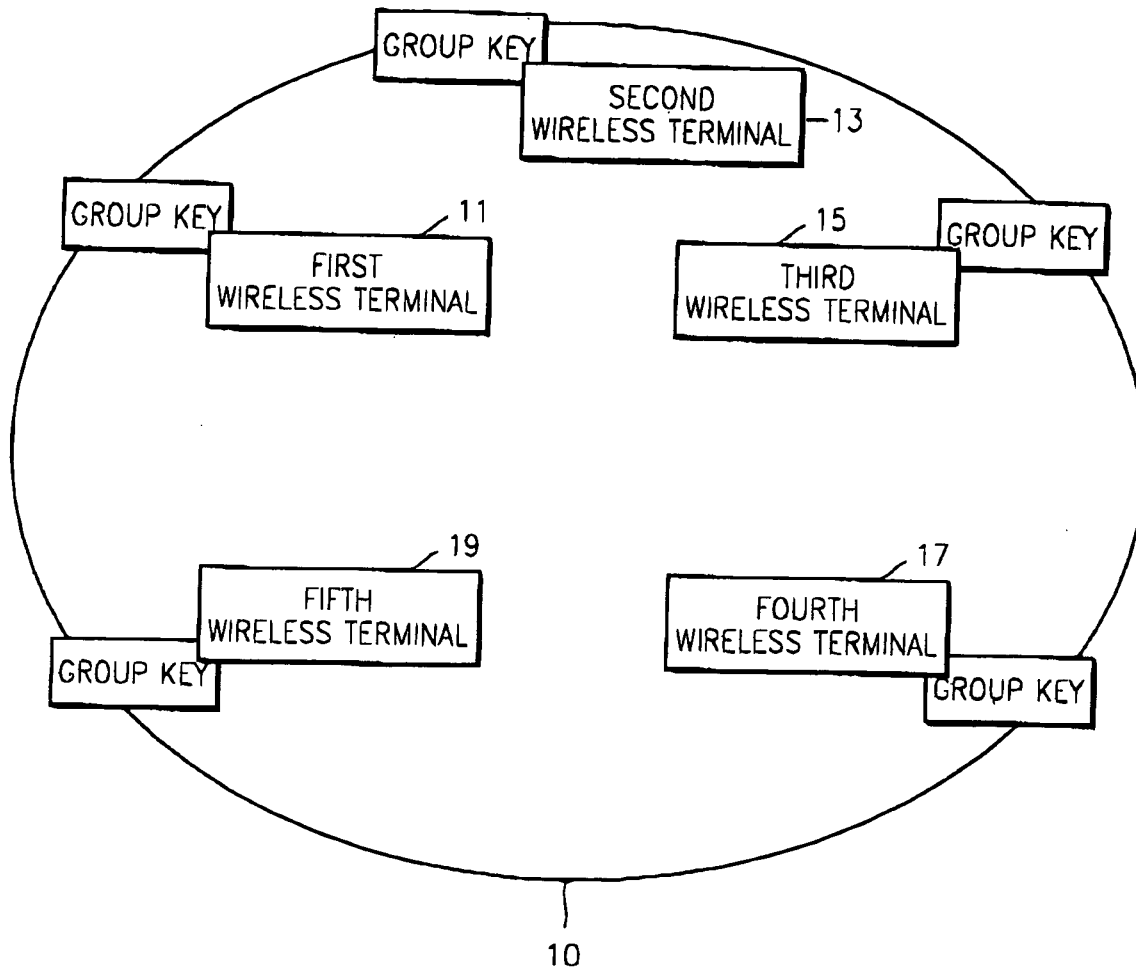 GROUP KEY
SECOND
WIRELESS TERMINAL
13
GROUP KEY
11
FIRST
WIRELESS TERMINAL
15
GROUP KEY
THIRD
WIRELESS TERMINAL
19
FIFTH
WIRELESS TERMINAL
GROUP KEY
17
FOURTH
WIRELESS TERMINAL
GROUP KEY
10